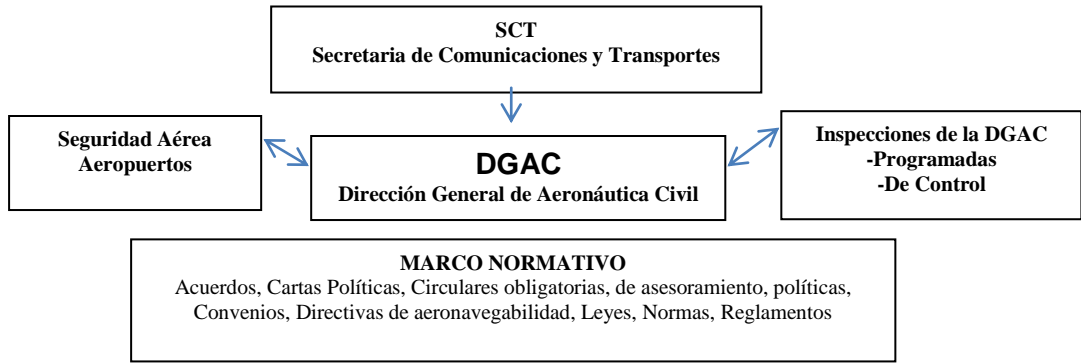 SCT
Secretaria de Comunicaciones y Transportes
Seguridad Aérea
Aeropuertos
DGAC
Dirección General de Aeronáutica Civil
Inspecciones de la DGAC
-Programadas
-De Control
MARCO NORMATIVO
Acuerdos, Cartas Políticas, Circulares obligatorias, de asesoramiento, políticas,
Convenios, Directivas de aeronavegabilidad, Leyes, Normas, Reglamentos